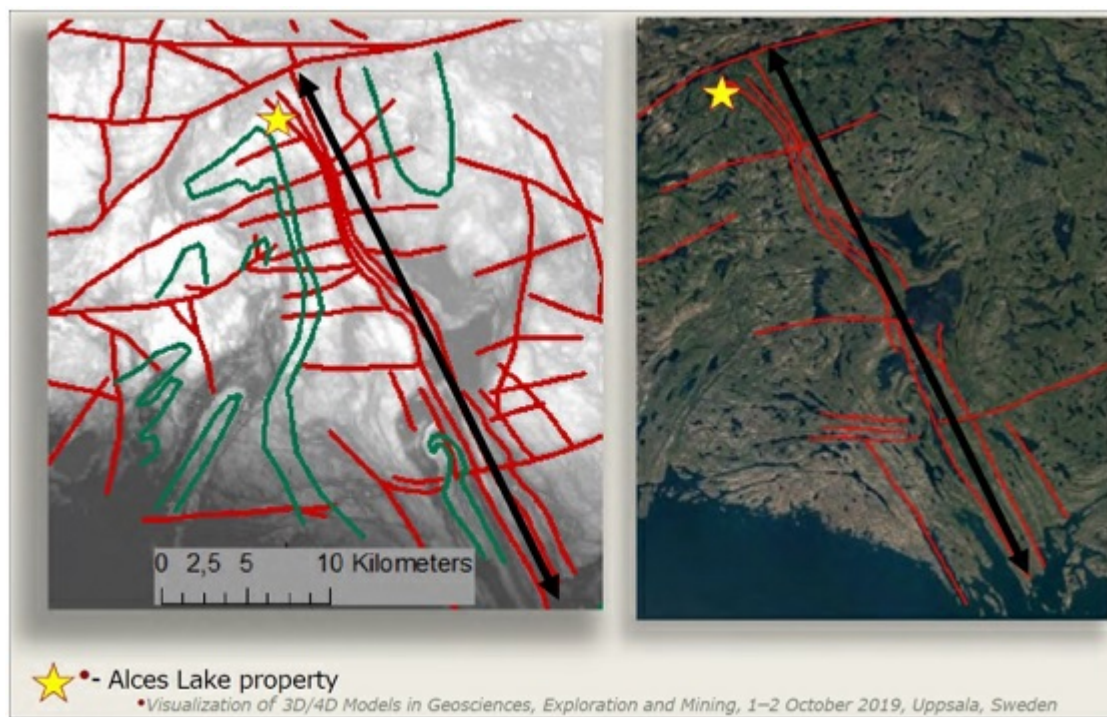 0 2,5 5 10 Kilometers
•- Alces Lake property
•Visualization of 3D/4D Models in Geosciences, Exploration and Mining, 1–2 October 2019, Uppsala, Sweden